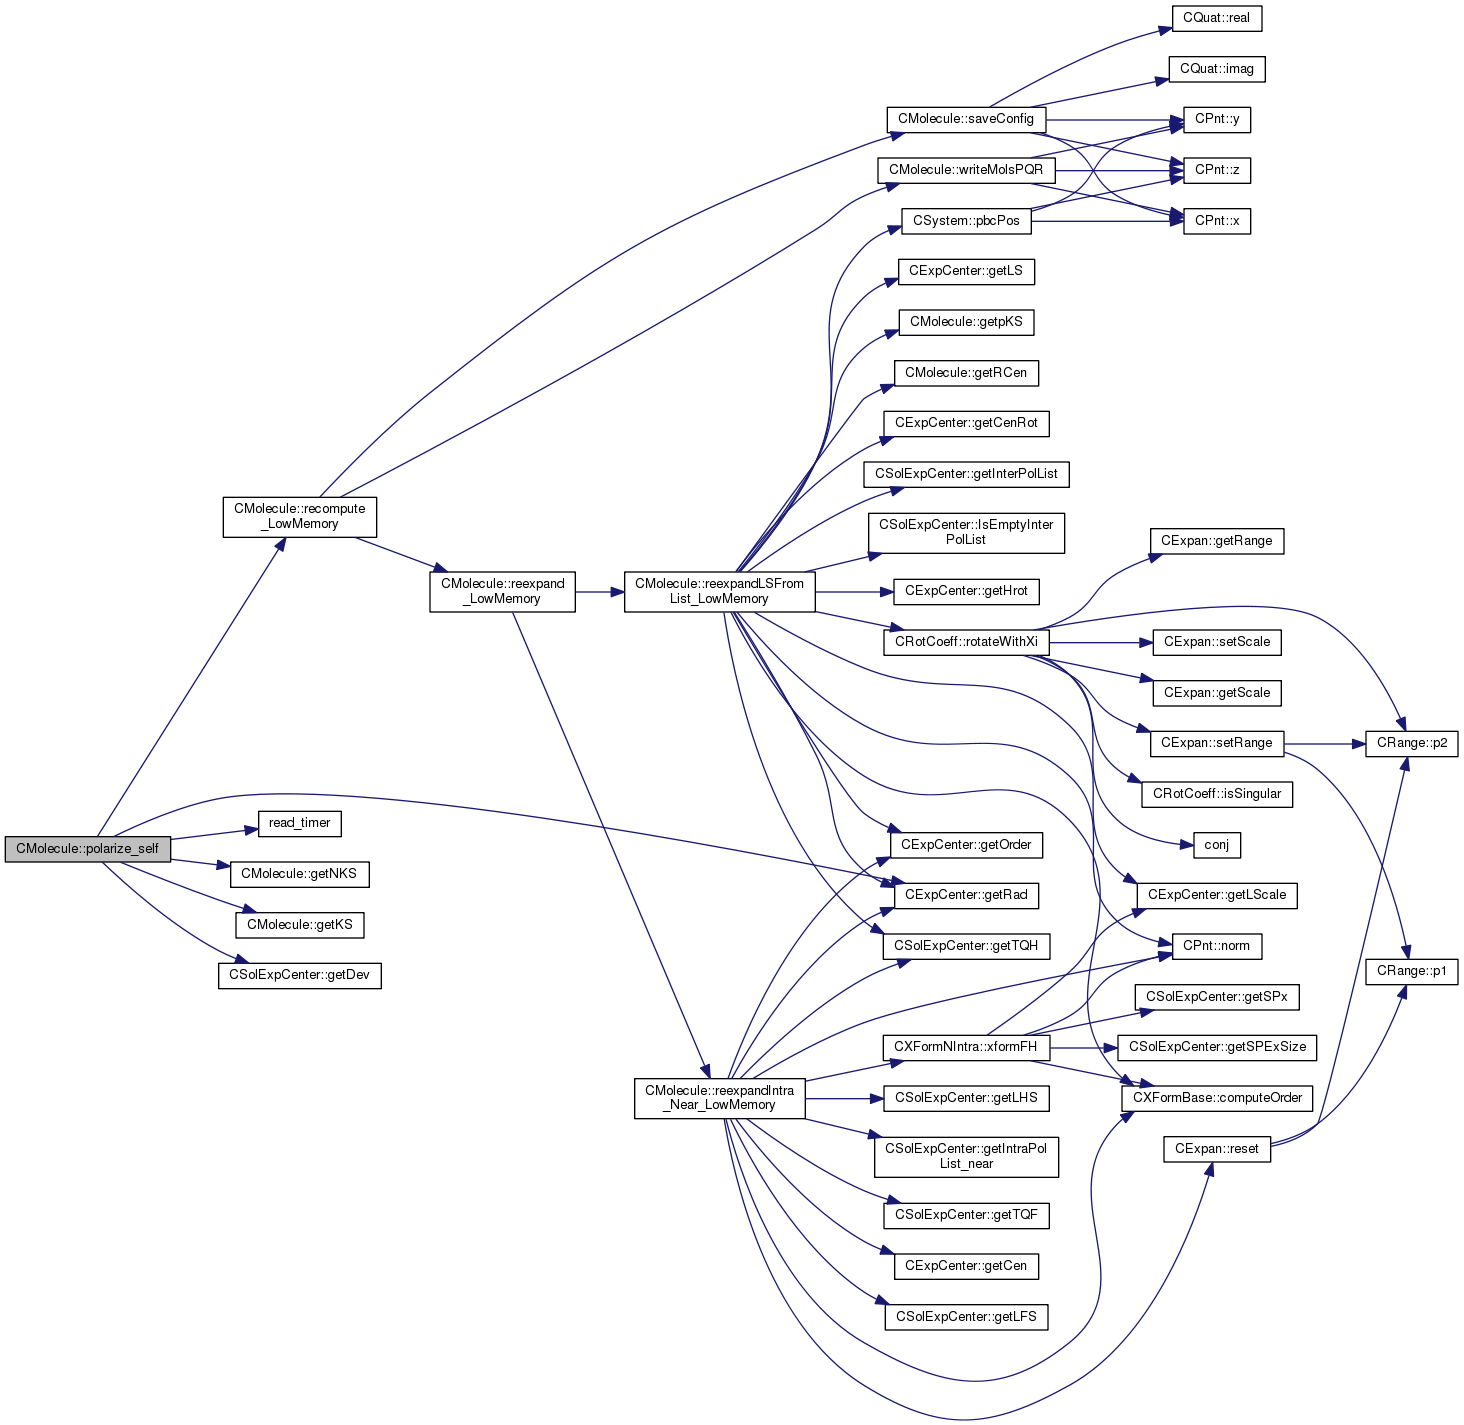 CQuat::real
CQuat::imag
CMolecule::saveConfig
CPnt::y
CMolecule::writeMolsPQR
CPnt::z
CSystem::pbcPos
CPnt::x
CExpCenter::getLS
CMolecule::getpKS
CMolecule::getRCen
CExpCenter::getCenRot
CSolExpCenter::getInterPolList
CMolecule::recompute
_LowMemory
CSolExpCenter::IsEmptyInter
PolList
CExpan::getRange
CMolecule::reexpand
_LowMemory
CMolecule::reexpandLSFrom
List_LowMemory
CExpCenter::getHrot
CRotCoeff::rotateWithXi
CExpan::setScale
CExpan::getScale
CExpan::setRange
CRange::p2
CRotCoeff::isSingular
read_timer
CMolecule::polarize_self
CExpCenter::getOrder
conj
CMolecule::getNKS
CExpCenter::getRad
CExpCenter::getLScale
CMolecule::getKS
CSolExpCenter::getTQH
CPnt::norm
CSolExpCenter::getDev
CRange::p1
CSolExpCenter::getSPx
CXFormNIntra::xformFH
CSolExpCenter::getSPExSize
CMolecule::reexpandIntra
_Near_LowMemory
CSolExpCenter::getLHS
CXFormBase::computeOrder
CSolExpCenter::getIntraPol
List_near
CExpan::reset
CSolExpCenter::getTQF
CExpCenter::getCen
CSolExpCenter::getLFS